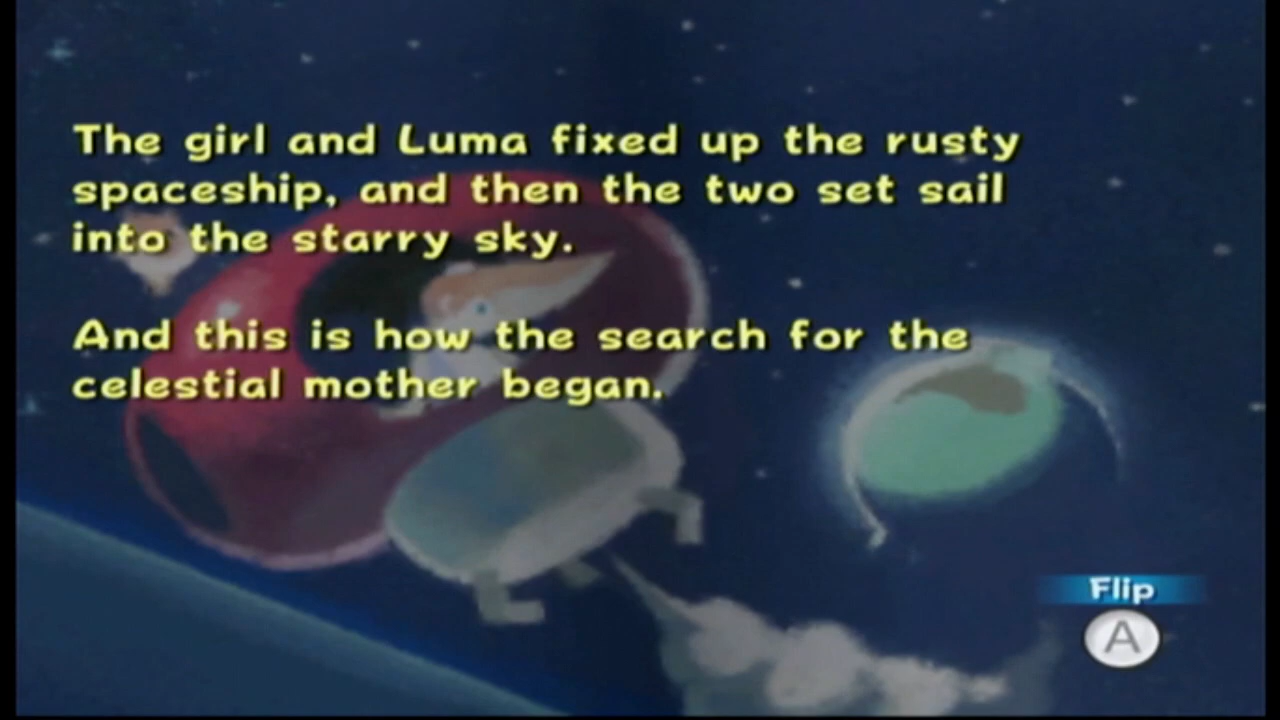 The girl and Luma fixed up the rusty
spaceship, and then the two set sail
into the starry sky.
And this is how the search for the
celestial mother began.
Flip
A